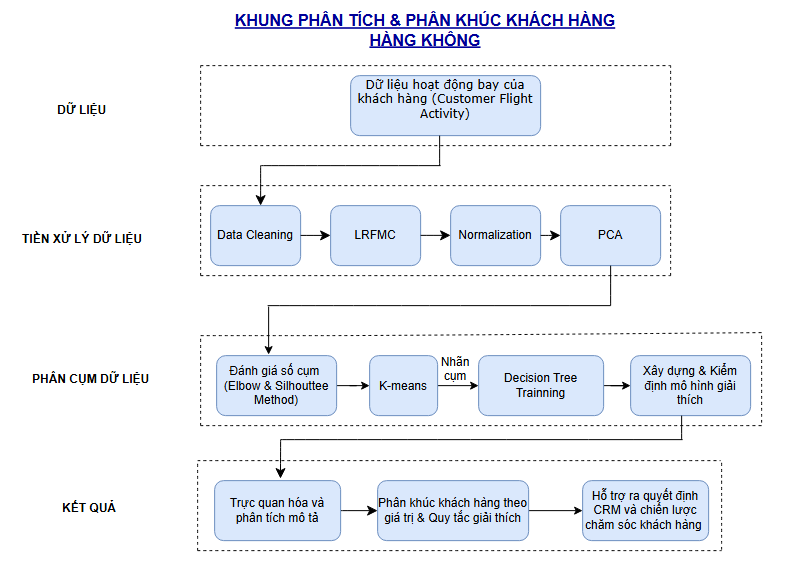 KHUNG PHÂN TÍCH & PHÂN KHÚC KHÁCH HÀNG
HÀNG KHÔNG
DỮ LIỆU
Dữ liệu hoạt động bay của
khách hàng (Customer Flight
Activity)
TIỀN XỬ LÝ DỮ LIỆU
Data Cleaning
LRFMC
Normalization
PCA
PHÂN CỤM DỮ LIỆU
Đánh giá số cụm
(Elbow & Silhouttee
Method)
K-means
Nhãn
cụm
Decision Tree
Trainning
Xây dựng & Kiểm
định mô hình giải
thích
KẾT QUẢ
Trực quan hóa và
phân tích mô tả
Phân khúc khách hàng theo
giá trị & Quy tắc giải thích
Hỗ trợ ra quyết định
CRM và chiến lược
chăm sóc khách hàng